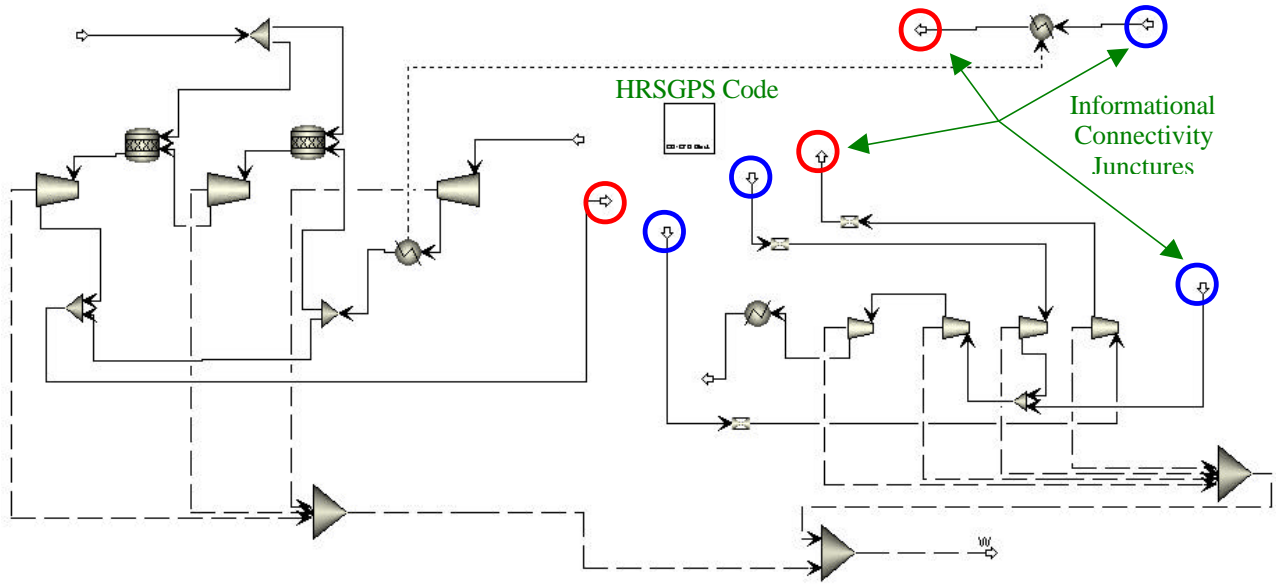 HRSGPS Code
Informational
Connectivity
Junctures
W